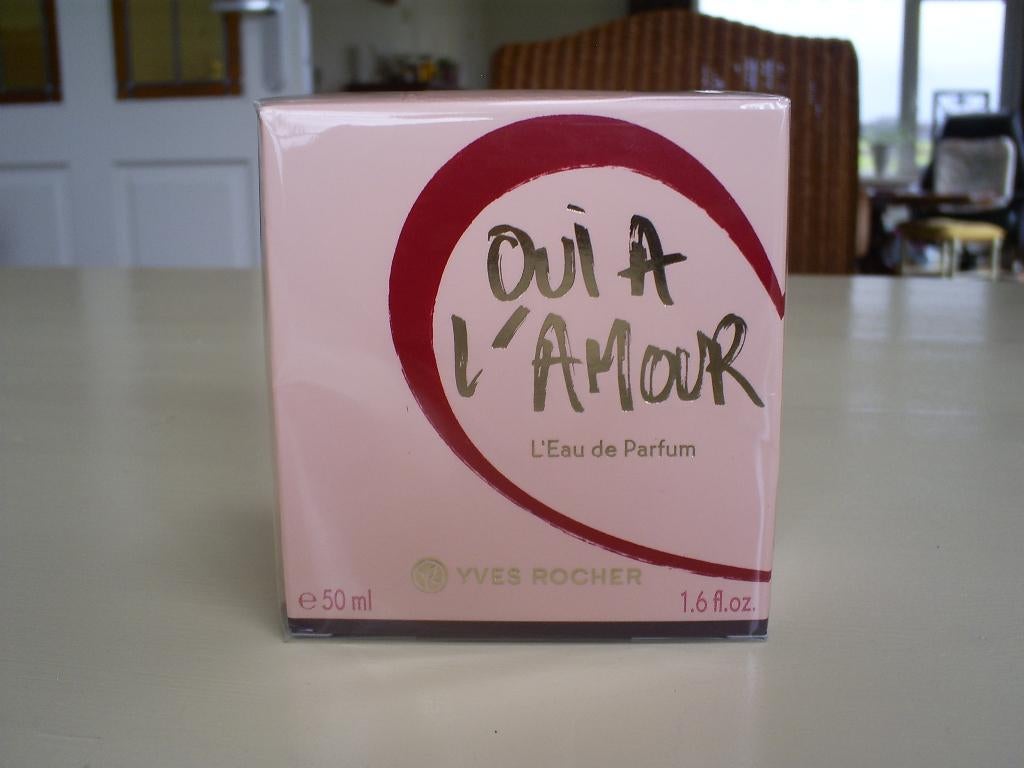 OUi A
L'AMOUR
L'Eau de Parfum
YVES ROCHER
℮ 50 ml
1.6 fl.oz.